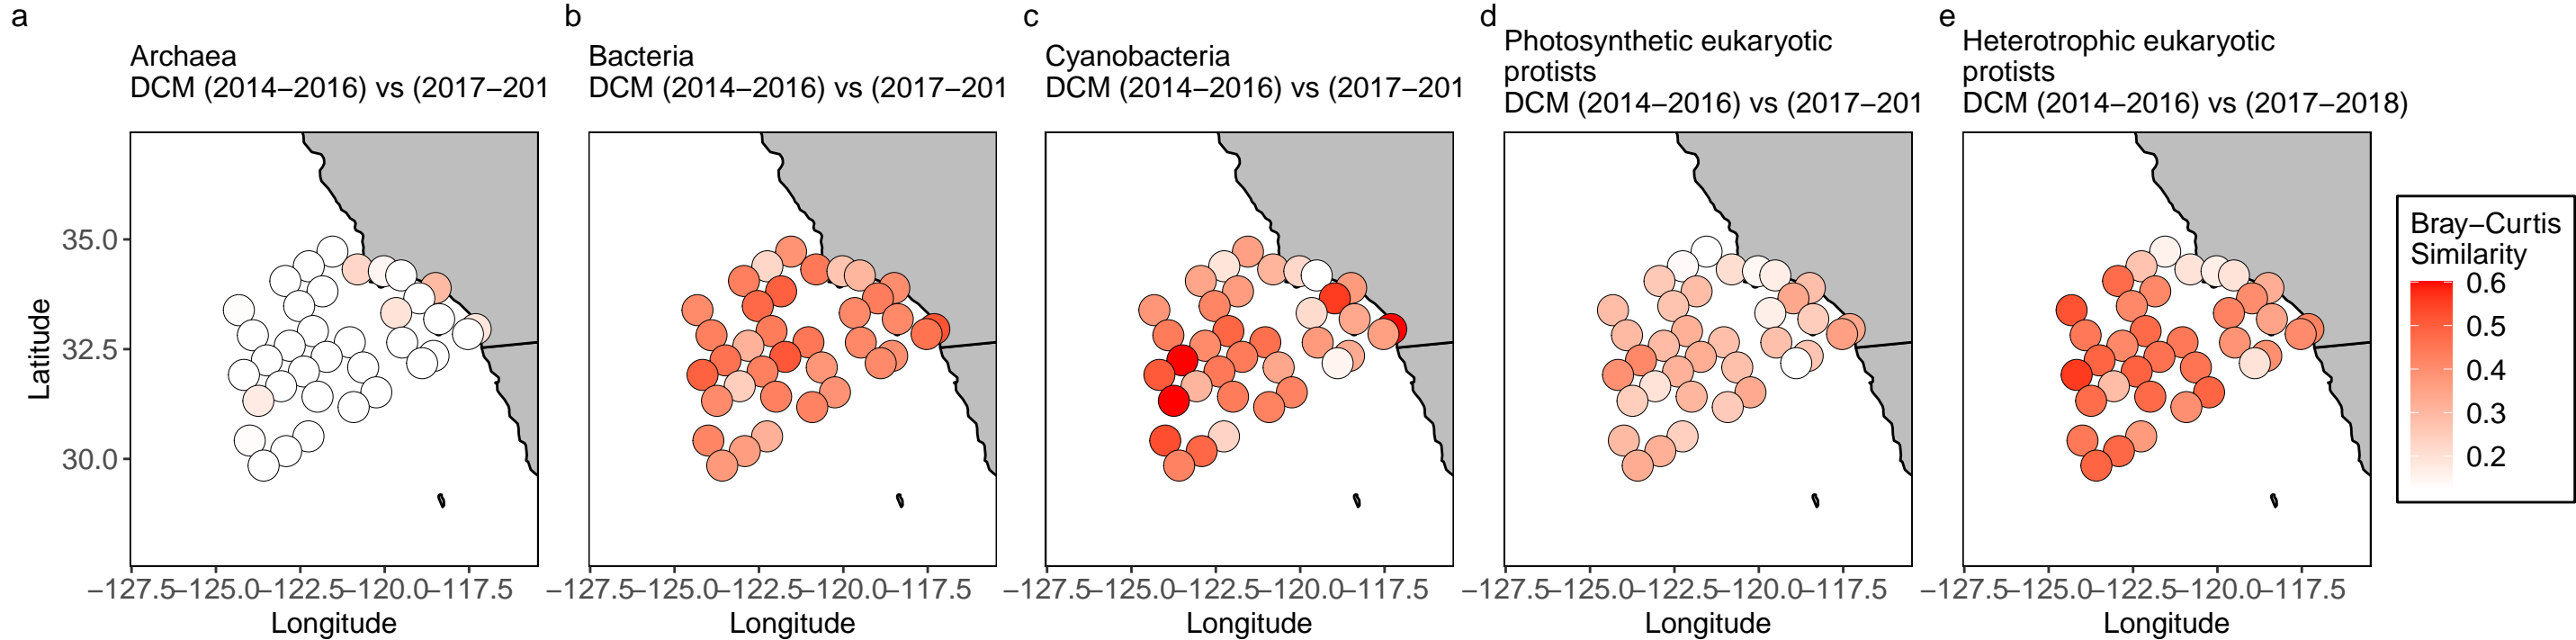 a
Archaea
DCM (2014−2016) vs (2017−201
b
Bacteria
DCM (2014−2016) vs (2017−201
c
Cyanobacteria
DCM (2014−2016) vs (2017−201
d
Photosynthetic eukaryotic
protists
DCM (2014−2016) vs (2017−201
e
Heterotrophic eukaryotic
protists
DCM (2014−2016) vs (2017−2018)
Latitude
35.0
32.5
30.0
−127.5−125.0−122.5−120.0−117.5
Longitude
−127.5−125.0−122.5−120.0−117.5
Longitude
−127.5−125.0−122.5−120.0−117.5
Longitude
−127.5−125.0−122.5−120.0−117.5
Longitude
−127.5−125.0−122.5−120.0−117.5
Longitude
Bray−Curtis
Similarity
0.6
0.5
0.4
0.3
0.2